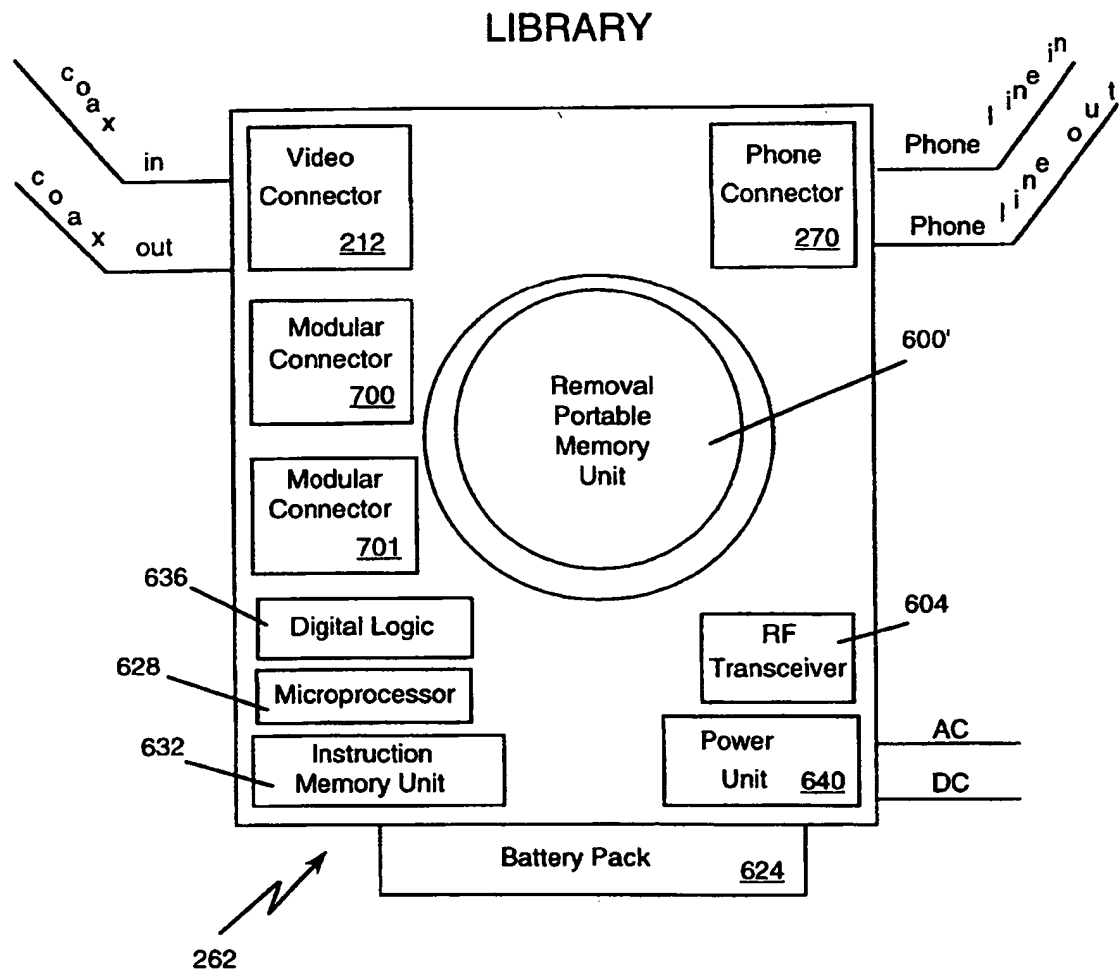 LIBRARY
coax
in
coax
out
Phone line in
Phone line out
Video
Connector
212
Phone
Connector
270
Modular
Connector
700
600'
Removal
Portable
Memory
Unit
Modular
Connector
701
636
Digital Logic
604
RF
Transceiver
628
Microprocessor
632
Instruction
Memory Unit
Power
Unit
640
AC
DC
Battery Pack
624
262